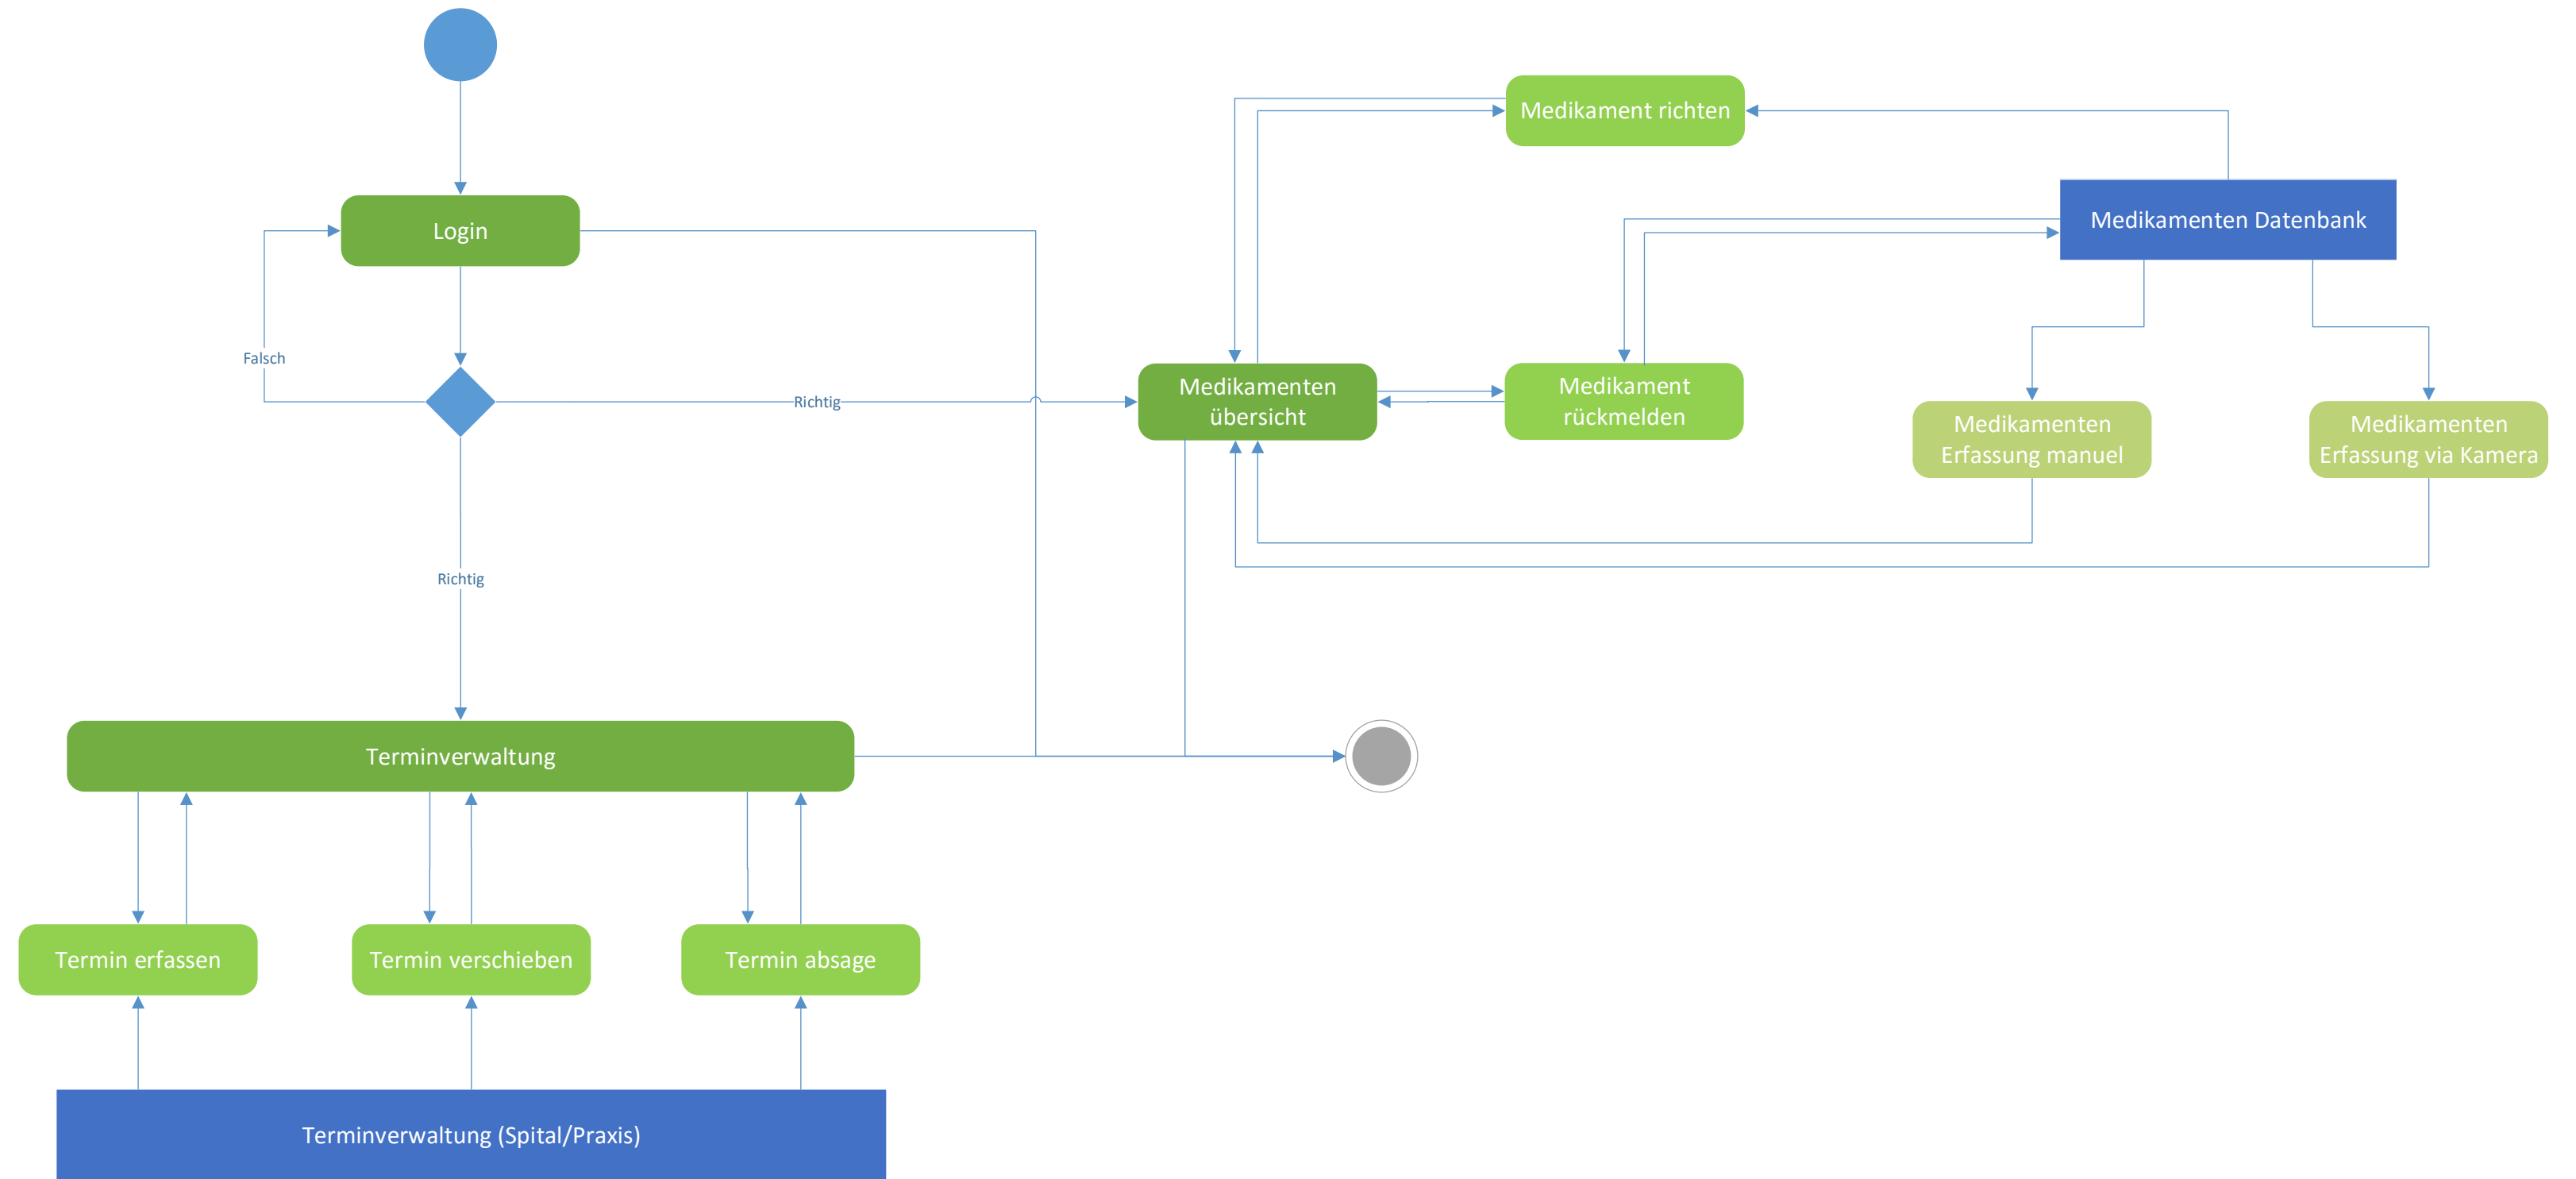 Medikament richten
Login
Medikamenten Datenbank
Falsch
Richtig
Medikamenten
übersicht
Medikament
rückmelden
Medikamenten
Erfassung manuel
Medikamenten
Erfassung via Kamera
Richtig
Terminverwaltung
Termin erfassen
Termin verschieben
Termin absage
Terminverwaltung (Spital/Praxis)